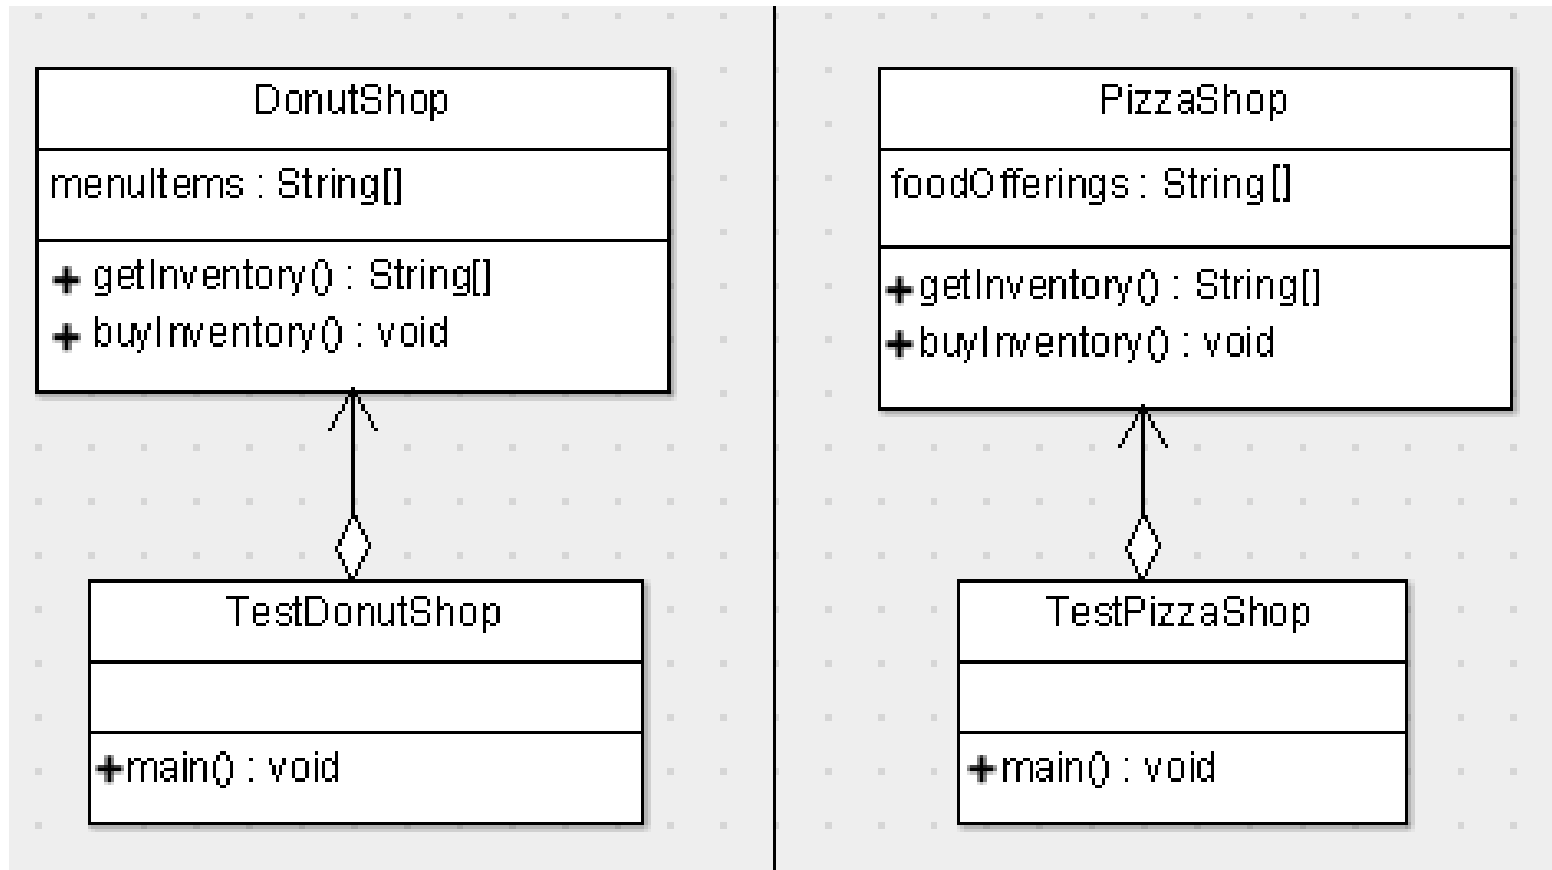 DonutShop
menuItems : String[]
+ getInventory() : String[]
+ buyInventory() : void
TestDonutShop
+main() : void
PizzaShop
foodOfferings : String[]
+getInventory() : String[]
+buyInventory() : void
TestPizzaShop
+main() : void